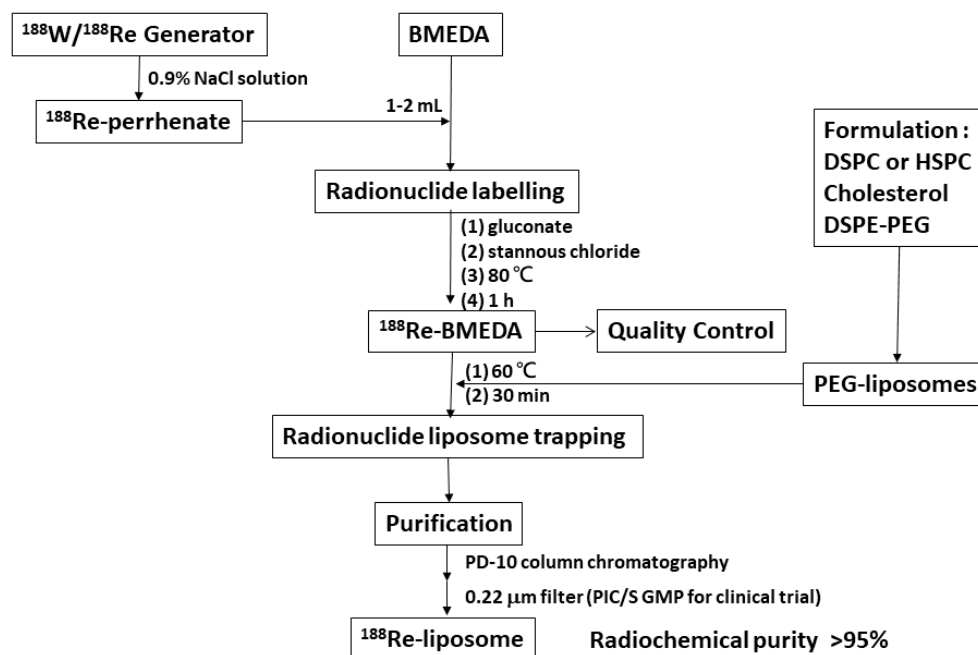 ¹⁸⁸W/¹⁸⁸Re Generator
BMEDA
0.9% NaCl solution
¹⁸⁸Re-perrhenate
1-2 mL
Formulation :
DSPC or HSPC
Cholesterol
DSPE-PEG
Radionuclide labelling
(1) gluconate
(2) stannous chloride
(3) 80 ℃
(4) 1 h
¹⁸⁸Re-BMEDA
Quality Control
(1) 60 ℃
(2) 30 min
PEG-liposomes
Radionuclide liposome trapping
Purification
PD-10 column chromatography
0.22 μm filter (PIC/S GMP for clinical trial)
¹⁸⁸Re-liposome
Radiochemical purity >95%